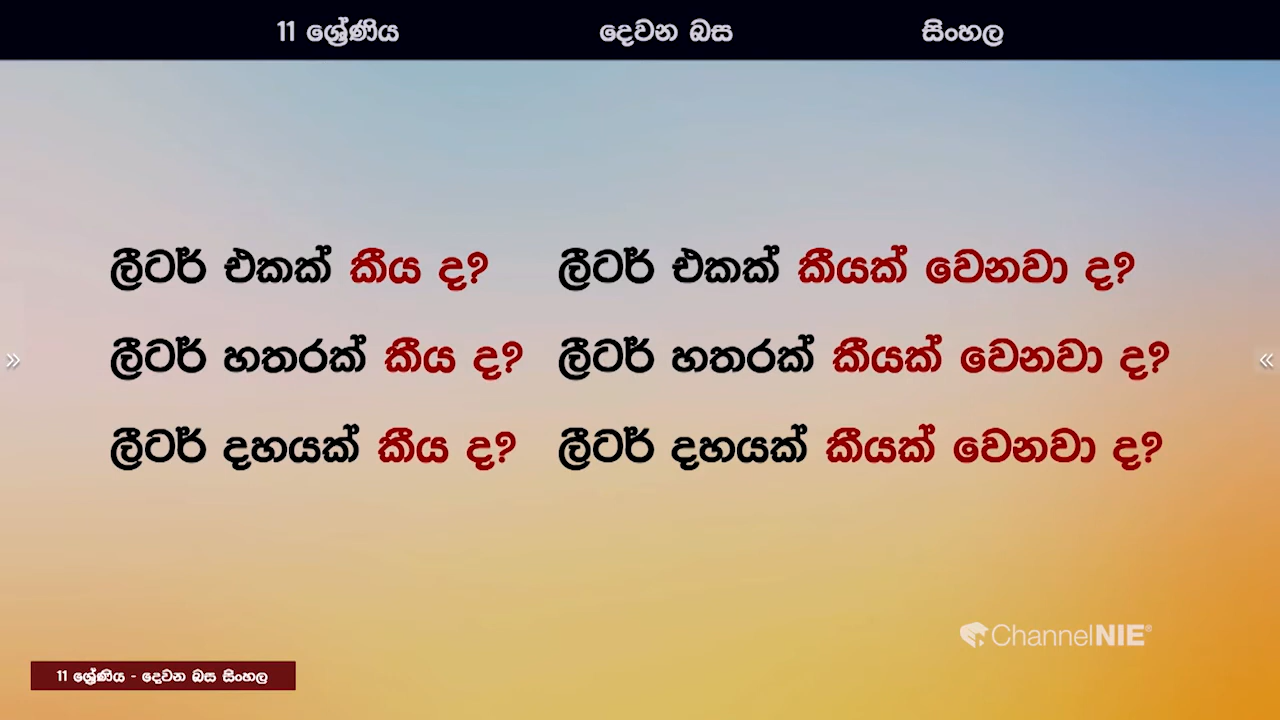 11 ශ්‍රේණිය දෙවන බස සිංහල
ලීටර් එකක් කීය ද? ලීටර් එකක් කීයක් වෙනවා ද?
ලීටර් හතරක් කීය ද? ලීටර් හතරක් කීයක් වෙනවා ද?
ලීටර් දහයක් කීය ද? ලීටර් දහයක් කීයක් වෙනවා ද?
ChannelNIE®
11 ශ්‍රේණිය - දෙවන බස සිංහල